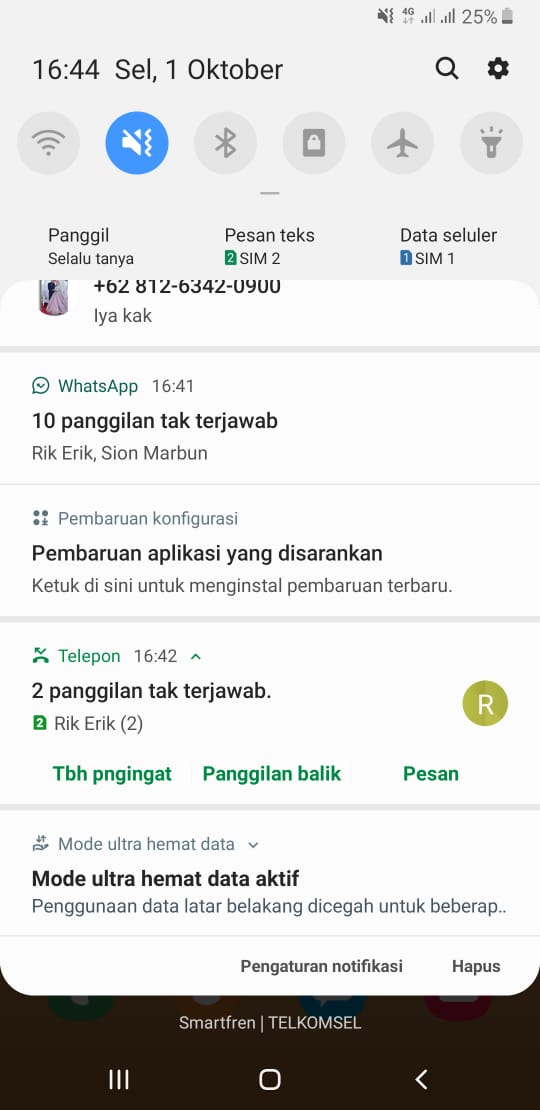 4G 25%
16:44 Sel, 1 Oktober
Panggil
Selalu tanya
Pesan teks
2 SIM 2
Data seluler
1 SIM 1
+62 812-6342-0900
Iya kak
WhatsApp 16:41
10 panggilan tak terjawab
Rik Erik, Sion Marbun
Pembaruan konfigurasi
Pembaruan aplikasi yang disarankan
Ketuk di sini untuk menginstal pembaruan terbaru.
Telepon 16:42
2 panggilan tak terjawab.
R
2 Rik Erik (2)
Tbh pngingat Panggilan balik Pesan
Mode ultra hemat data
Mode ultra hemat data aktif
Penggunaan data latar belakang dicegah untuk beberap..
Pengaturan notifikasi Hapus
Smartfren | TELKOMSEL